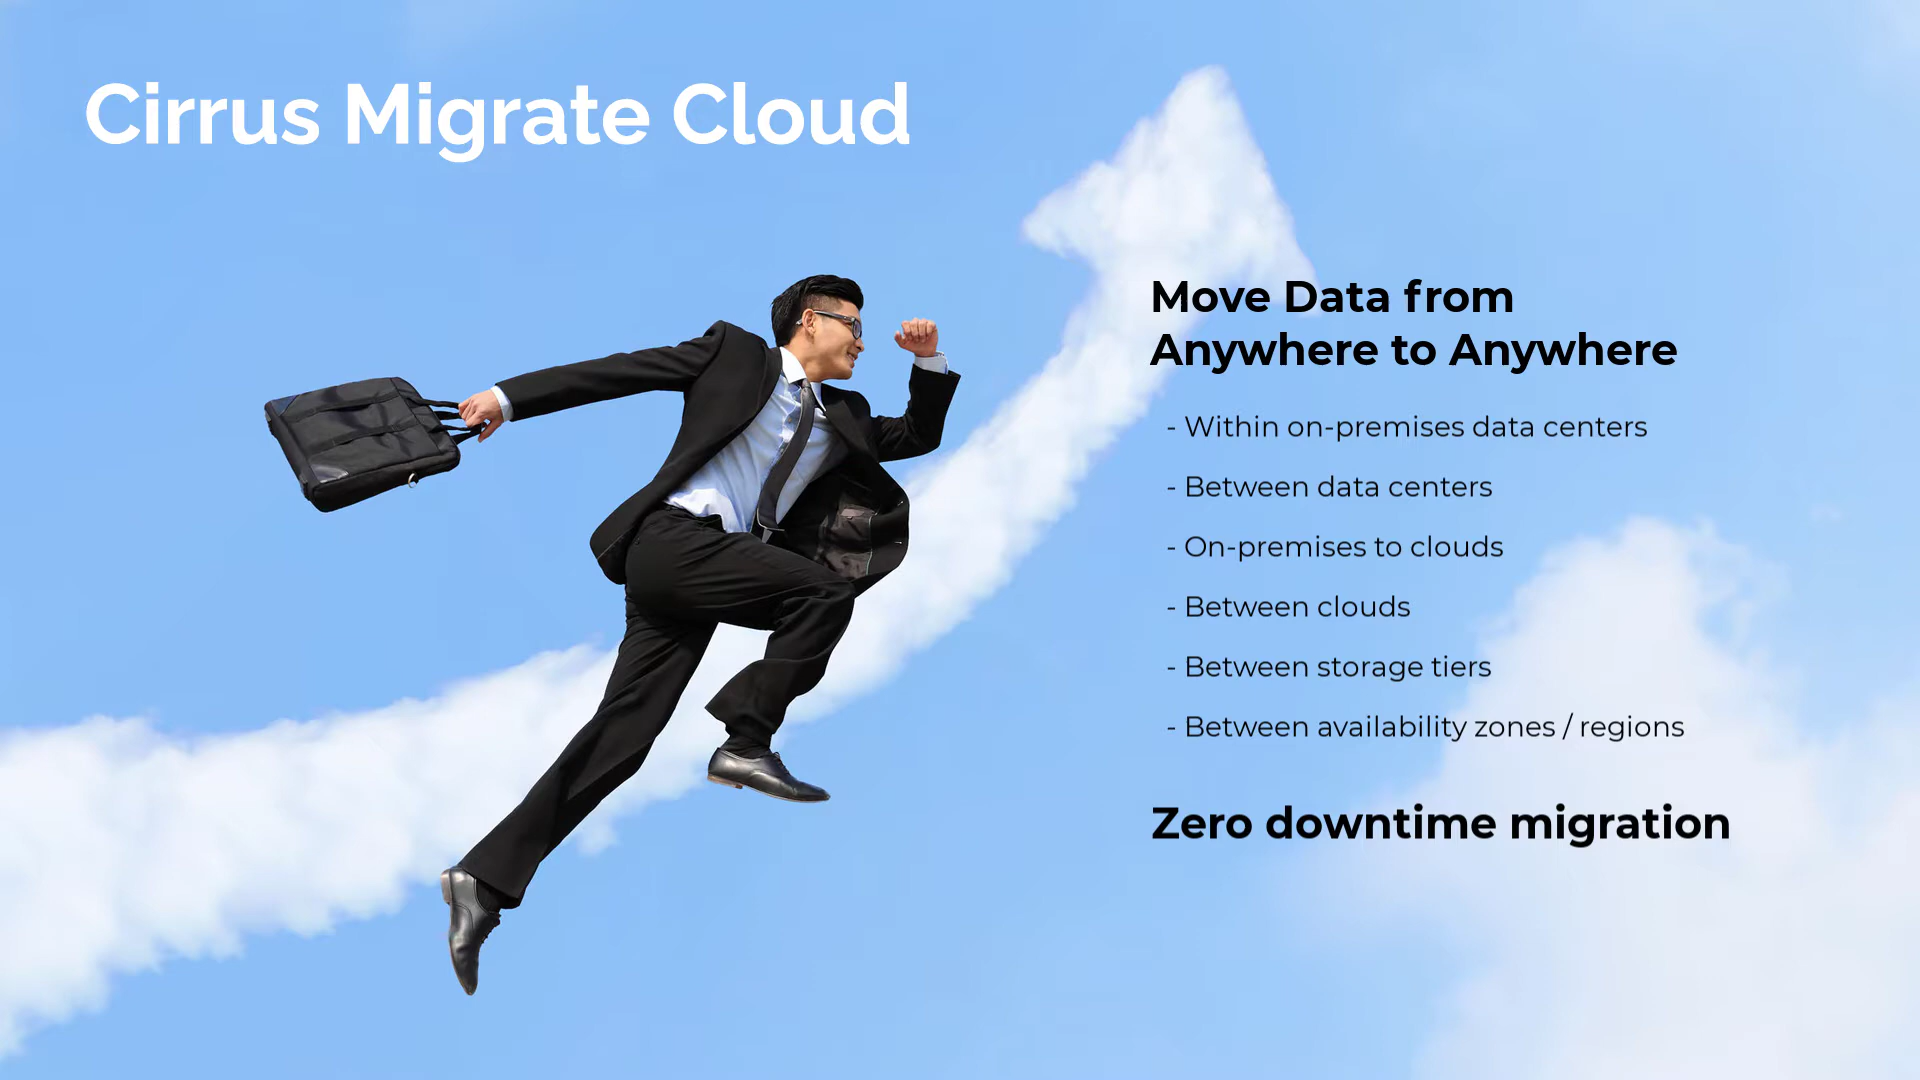 Cirrus Migrate Cloud
Move Data from
Anywhere to Anywhere
- Within on-premises data centers
- Between data centers
- On-premises to clouds
- Between clouds
- Between storage tiers
- Between availability zones / regions
Zero downtime migration